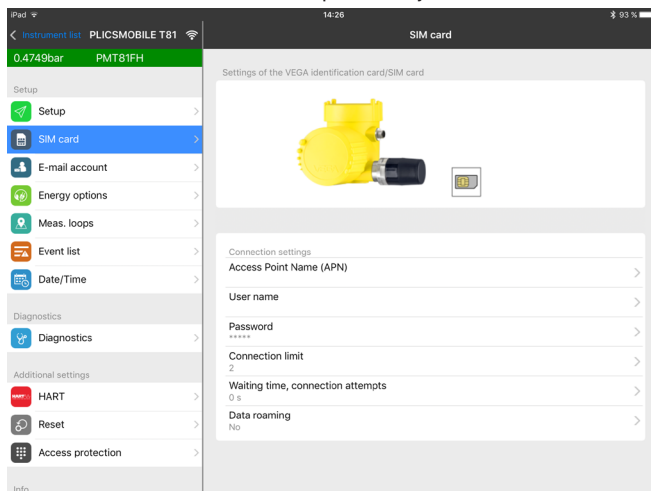 iPad
14:26
93 %
Instrument list
PLICSMOBILE T81
SIM card
0.4749bar PMT81FH
Setup
Setup
SIM card
E-mail account
Energy options
Meas. loops
Event list
Date/Time
Diagnostics
Diagnostics
Additional settings
HART
Reset
Access protection
Info
Settings of the VEGA identification card/SIM card
Connection settings
Access Point Name (APN)
User name
Password
*****
Connection limit
2
Waiting time, connection attempts
0 s
Data roaming
No